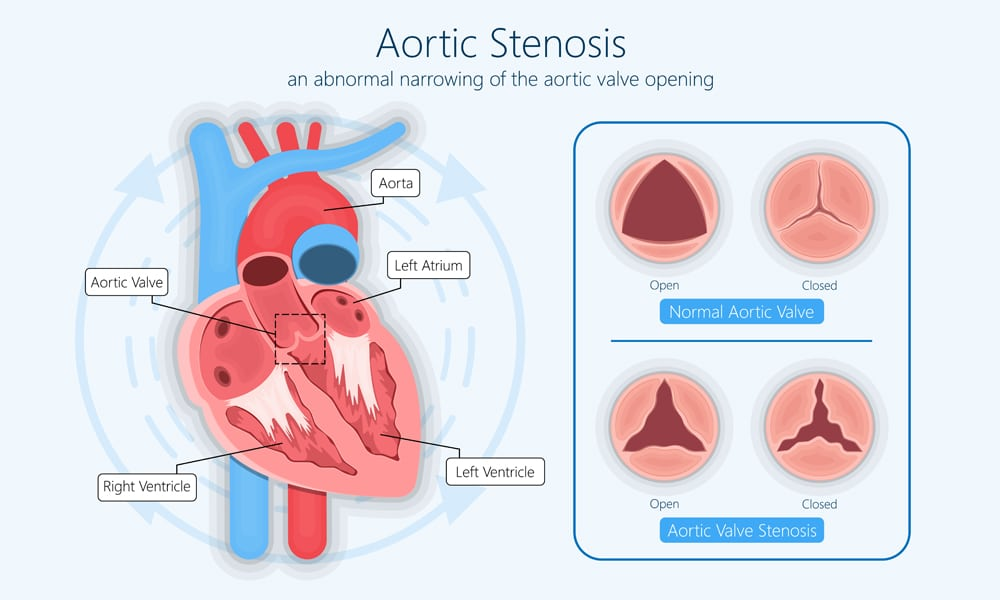 Aortic Stenosis
an abnormal narrowing of the aortic valve opening
Aorta
Left Atrium
Aortic Valve
Right Ventricle
Left Ventricle
Open
Closed
Normal Aortic Valve
Open
Closed
Aortic Valve Stenosis